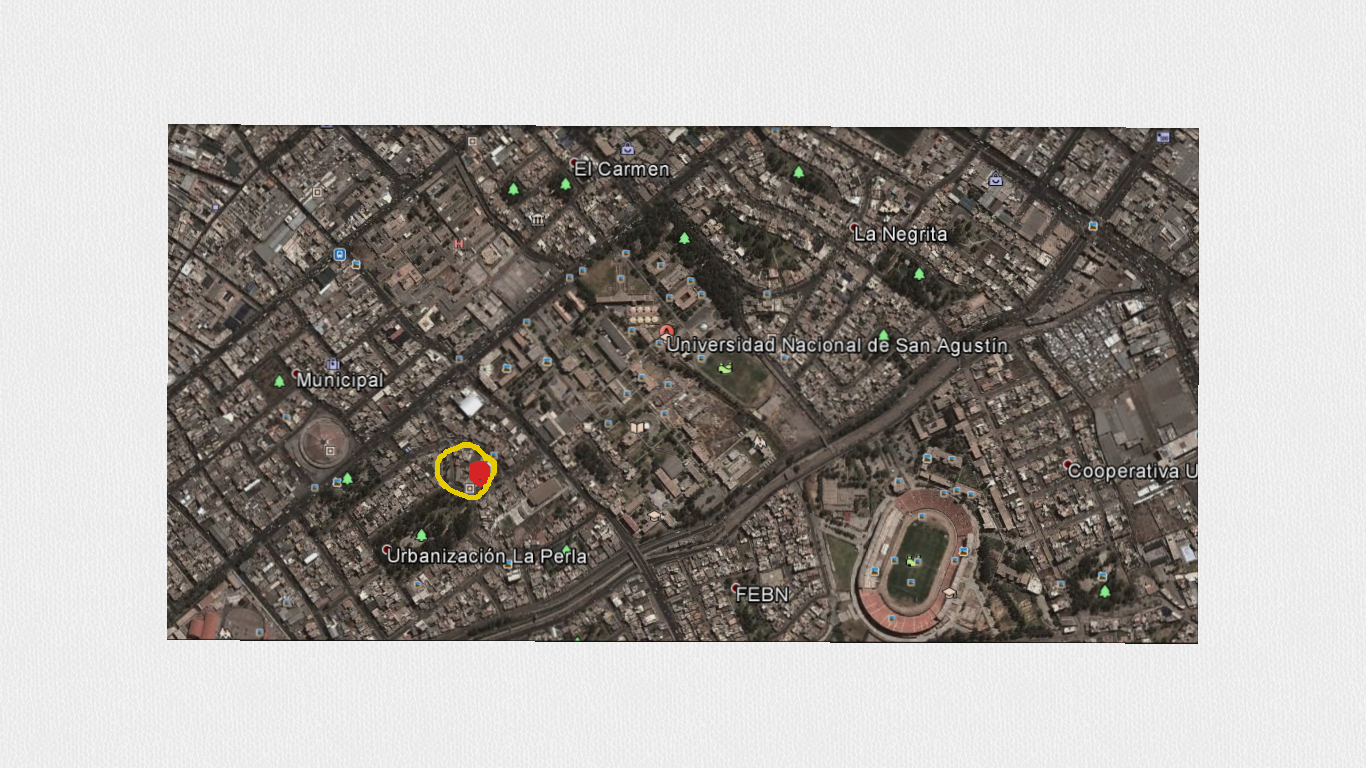 El Carmen
La Negrita
Universidad Nacional de San Agustín
Municipal
Cooperativa U
Urbanización La Perla
FEBN